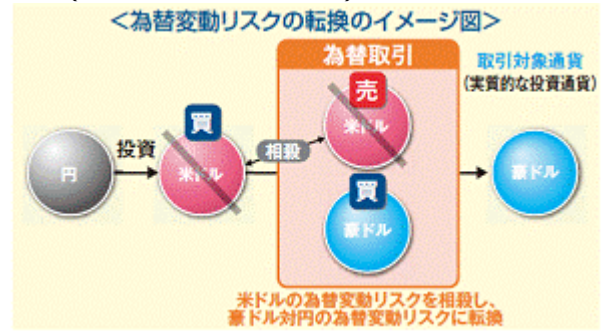 ＜為替変動リスクの転換のイメージ図＞
為替取引
取引対象通貨
(実質的な投資通貨)
売
米ドル
買
投資
相殺
円
米ドル
豪ドル
買
豪ドル
米ドルの為替変動リスクを相殺し、
豪ドル対円の為替変動リスクに転換